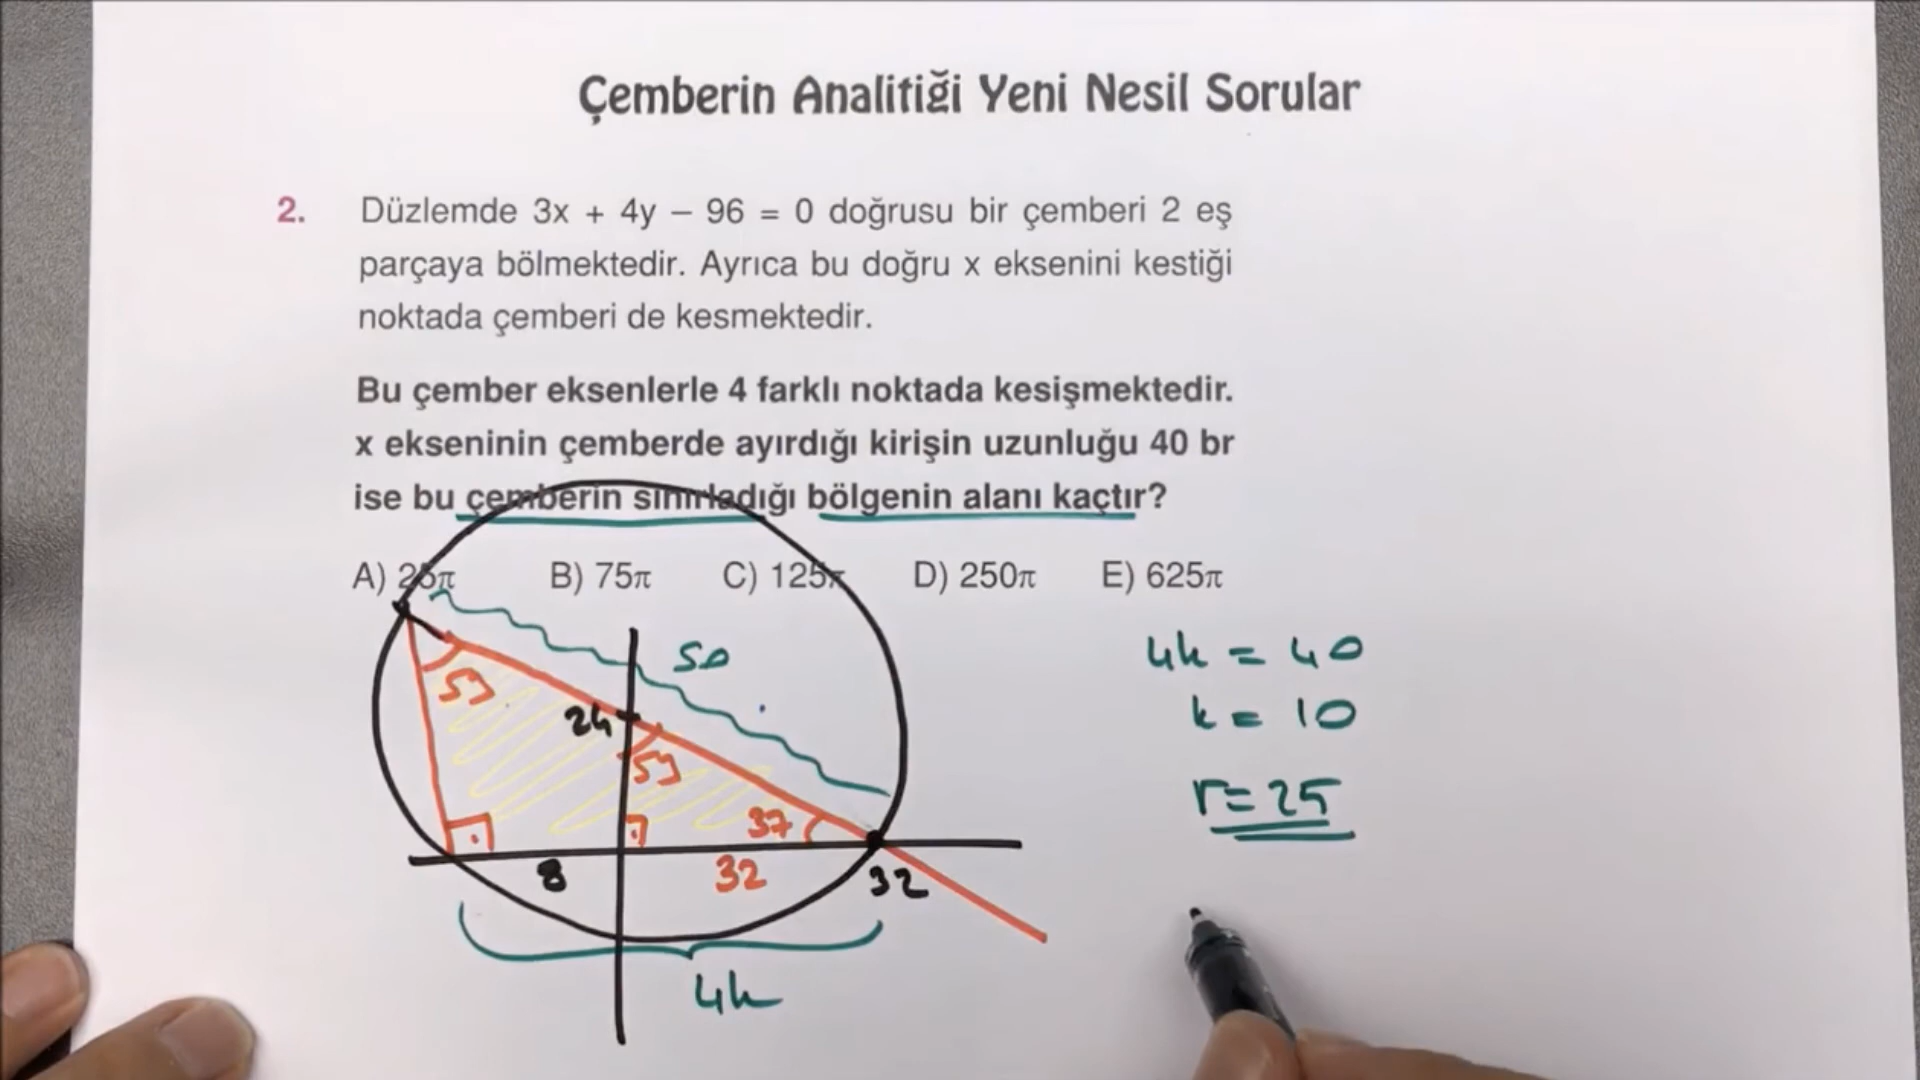 Çemberin Analitiği Yeni Nesil Sorular
2. Düzlemde 3x + 4y − 96 = 0 doğrusu bir çemberi 2 eş
parçaya bölmektedir. Ayrıca bu doğru x eksenini kestiği
noktada çemberi de kesmektedir.
Bu çember eksenlerle 4 farklı noktada kesişmektedir.
x ekseninin çemberde ayırdığı kirişin uzunluğu 40 br
ise bu çemberin sınırladığı bölgenin alanı kaçtır?
A) 25π B) 75π C) 125π D) 250π E) 625π
50
53
24
53
37
8
32
32
4k
4k = 40
k = 10
r = 25